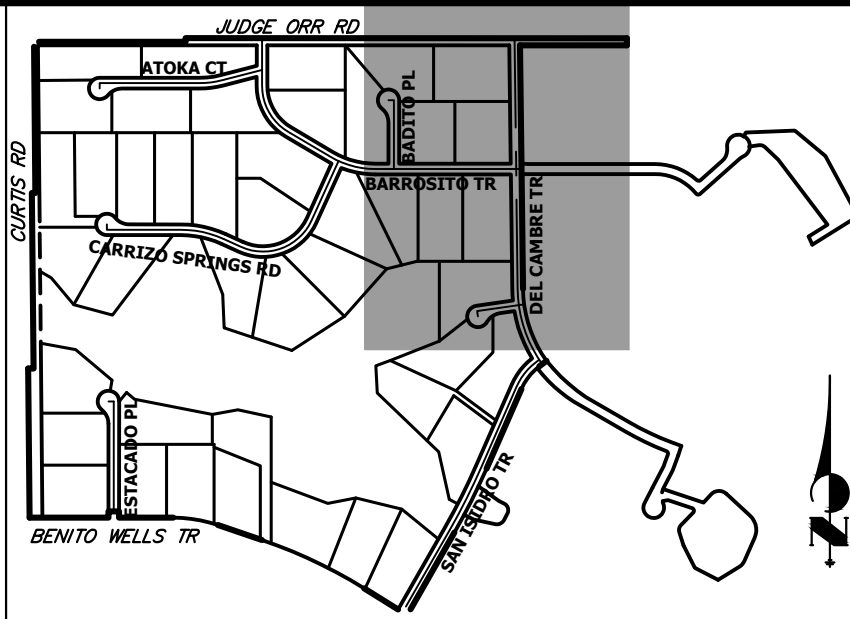 JUDGE ORR RD
ATOKA CT
BADITO PL
CURTIS RD
BARROSITO TR
DEL CAMBRE TR
CARRIZO SPRINGS RD
ESTACADO PL
SAN ISIDRO TR
BENITO WELLS TR
N